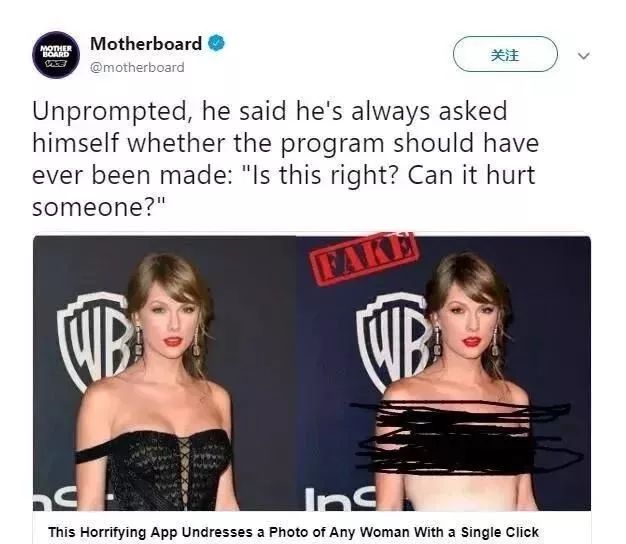 MOTHER
BOARD
VICE
Motherboard
@motherboard
关注
Unprompted, he said he's always asked
himself whether the program should have
ever been made: "Is this right? Can it hurt
someone?"
WB
FAKE
WB
InS
This Horrifying App Undresses a Photo of Any Woman With a Single Click